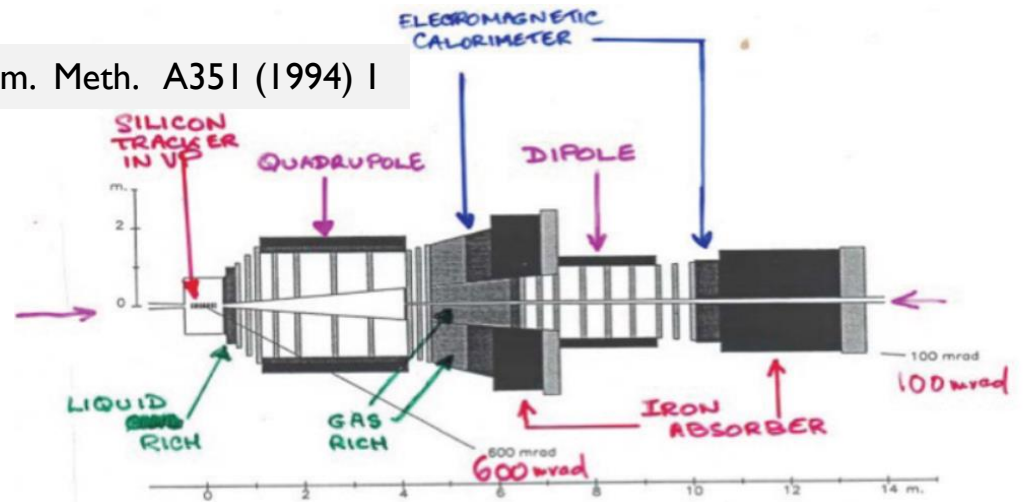 ELECROMAGNETIC
CALORIMETER
m. Meth. A351 (1994) 1
SILICON
TRACKER
IN VP
QUADRUPOLE
DIPOLE
m.
2
0
100 mrad
100 mrad
LIQUID
RICH
GAS
RICH
IRON
ABSORBER
600 mrad
600 mrad
0 2 4 6 8 10 12 14 m.